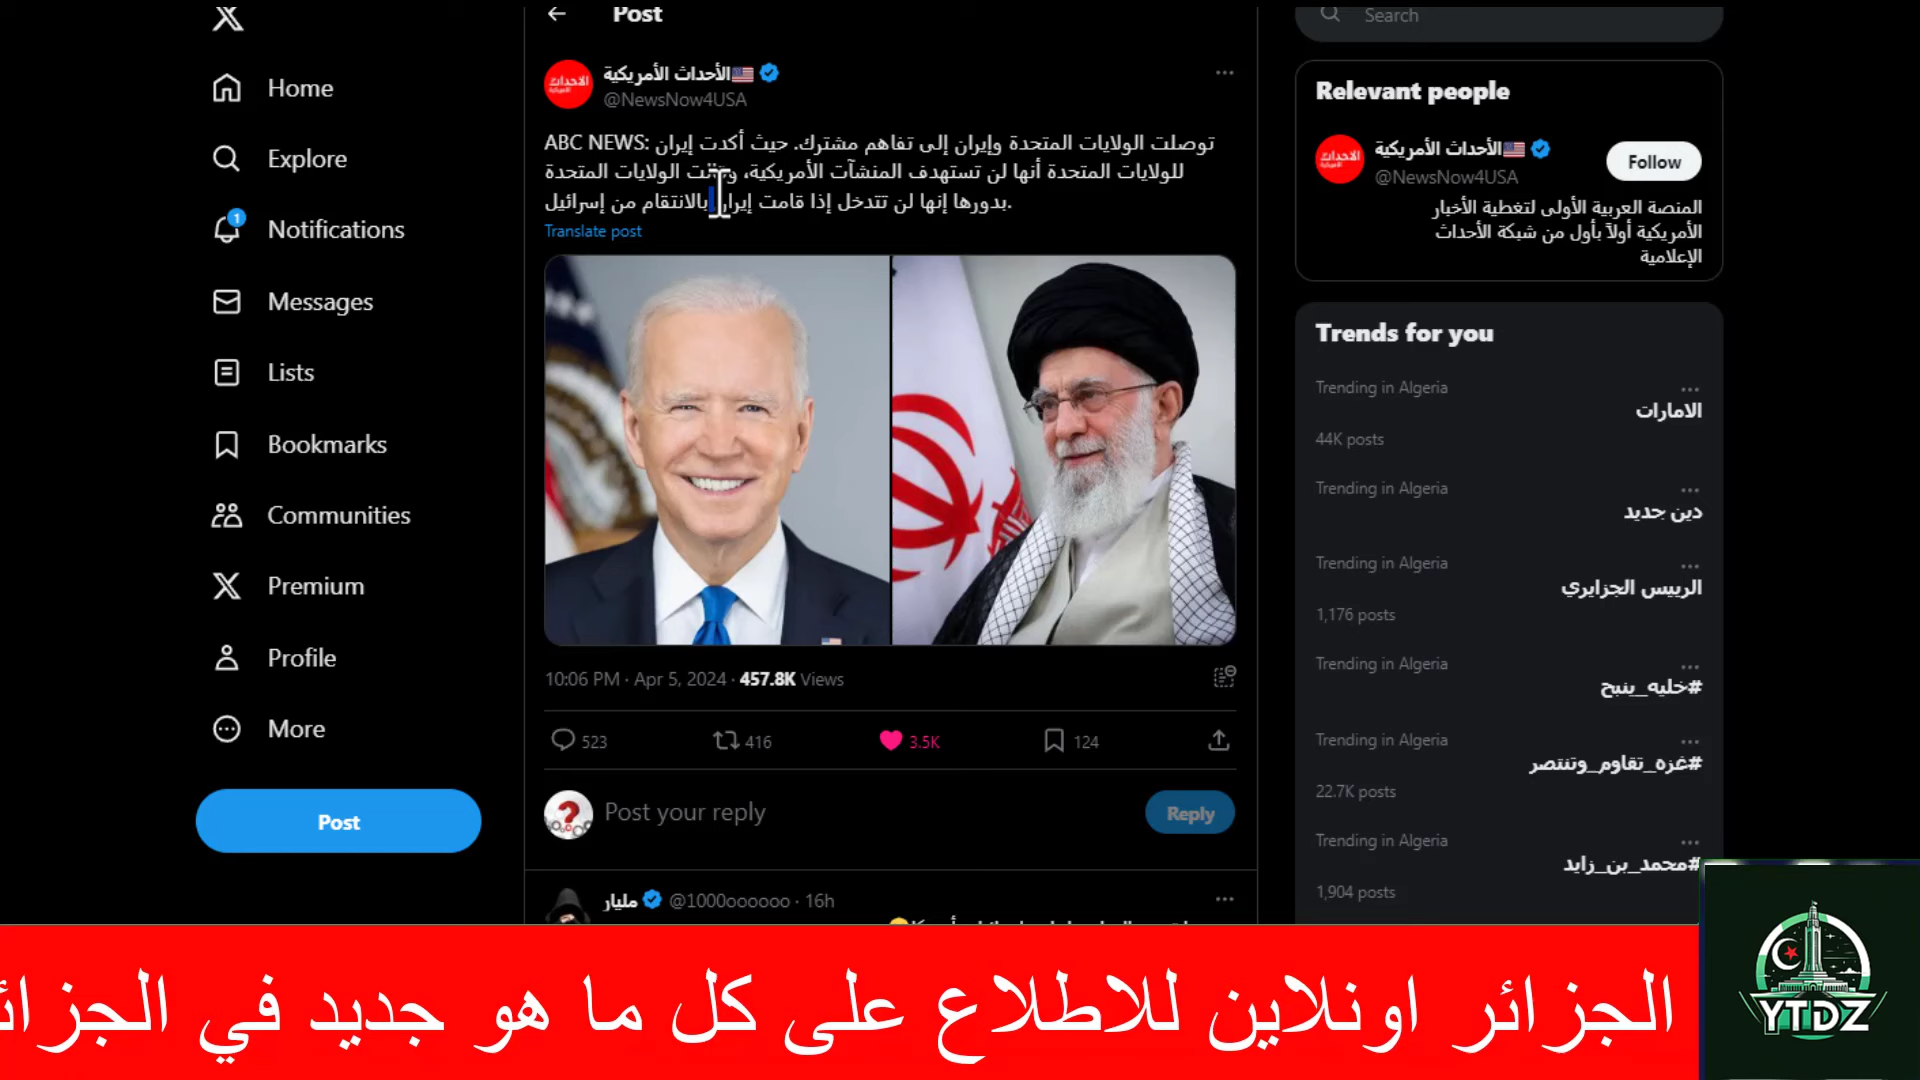 Home
Explore
1
Notifications
Messages
Lists
Bookmarks
Communities
Premium
Profile
More
Post
Post
الأحداث الأمريكية
@NewsNow4USA
ABC NEWS: توصلت الولايات المتحدة وإيران إلى تفاهم مشترك. حيث أكدت إيران
للولايات المتحدة أنها لن تستهدف المنشآت الأمريكية، الولايات المتحدة
بدورها إنها لن تتدخل إذا قامت إيران بالانتقام من إسرائيل.
Translate post
10:06 PM · Apr 5, 2024 · 457.8K Views
523
416
3.5K
124
Post your reply
Reply
مليار @1000oooooo · 16h
Search
Relevant people
الأحداث الأمريكية
@NewsNow4USA
Follow
المنصة العربية الأولى لتغطية الأخبار
الأمريكية أولاً بأول من شبكة الأحداث
الإعلامية
Trends for you
Trending in Algeria
الامارات
44K posts
Trending in Algeria
دين جديد
Trending in Algeria
الرييس الجزايري
1,176 posts
Trending in Algeria
#خليه_ينبح
Trending in Algeria
#غزه_تقاوم_وتنتصر
22.7K posts
Trending in Algeria
#محمد_بن_زايد
1,904 posts
الجزائر اونلاين للاطلاع على كل ما هو جديد في
YTDZ